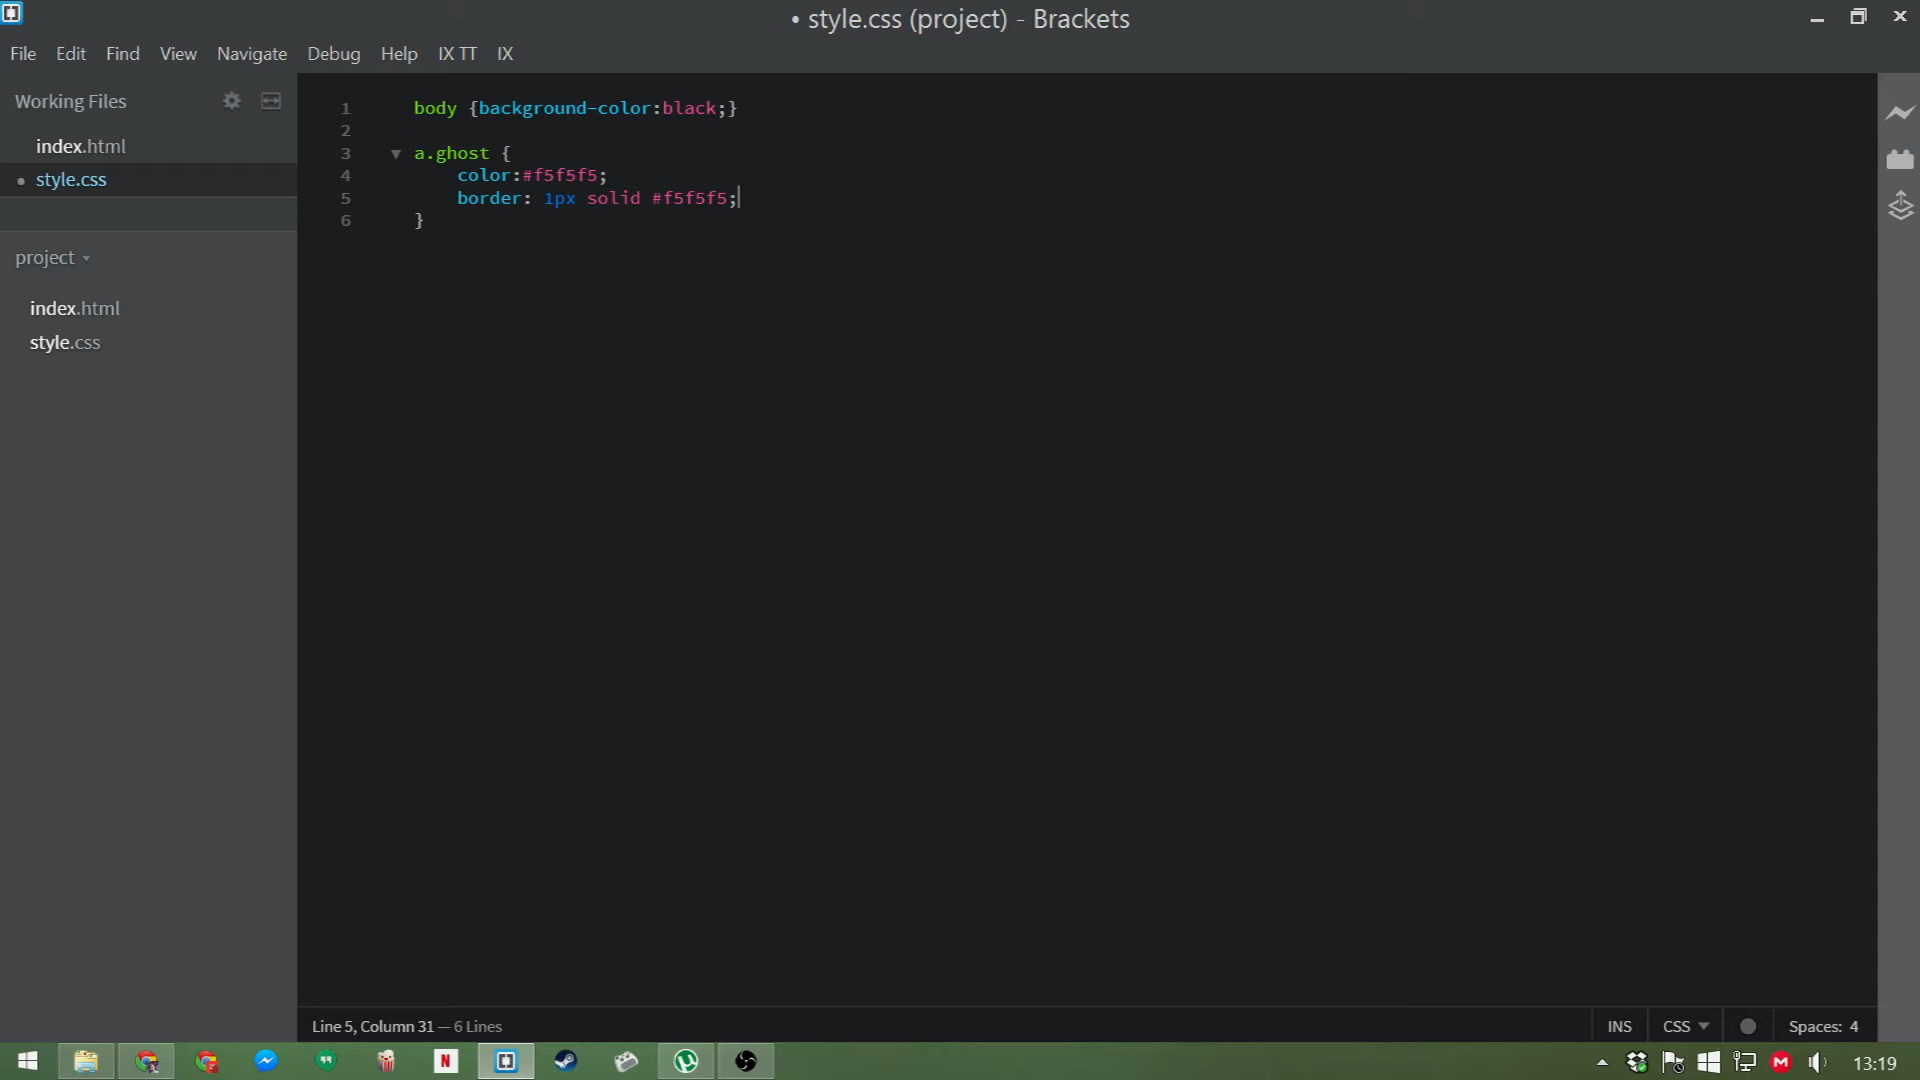 • style.css (project) - Brackets
File Edit Find View Navigate Debug Help IX TT IX
Working Files
index.html
• style.css
project
index.html
style.css
1 body {background-color:black;}
2
3 a.ghost {
4 color:#f5f5f5;
5 border: 1px solid #f5f5f5;
6 }
Line 5, Column 31 — 6 Lines
INS CSS Spaces: 4
N
M
13:19